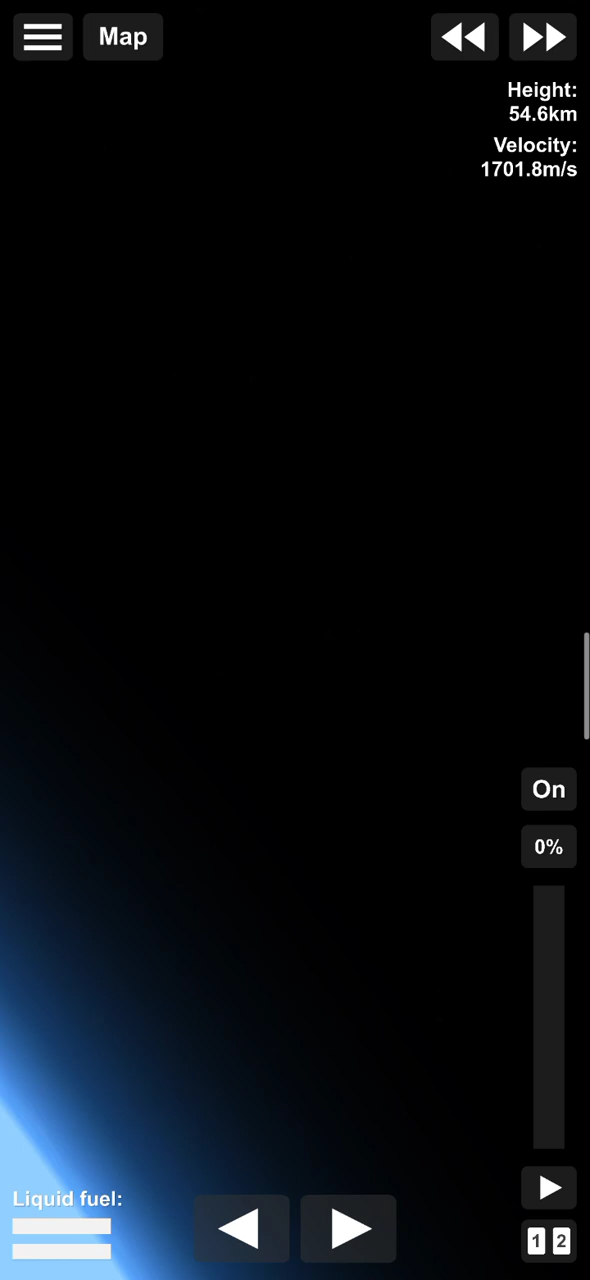 Map
Height:
54.6km
Velocity:
1701.8m/s
On
0%
Liquid fuel:
1 2